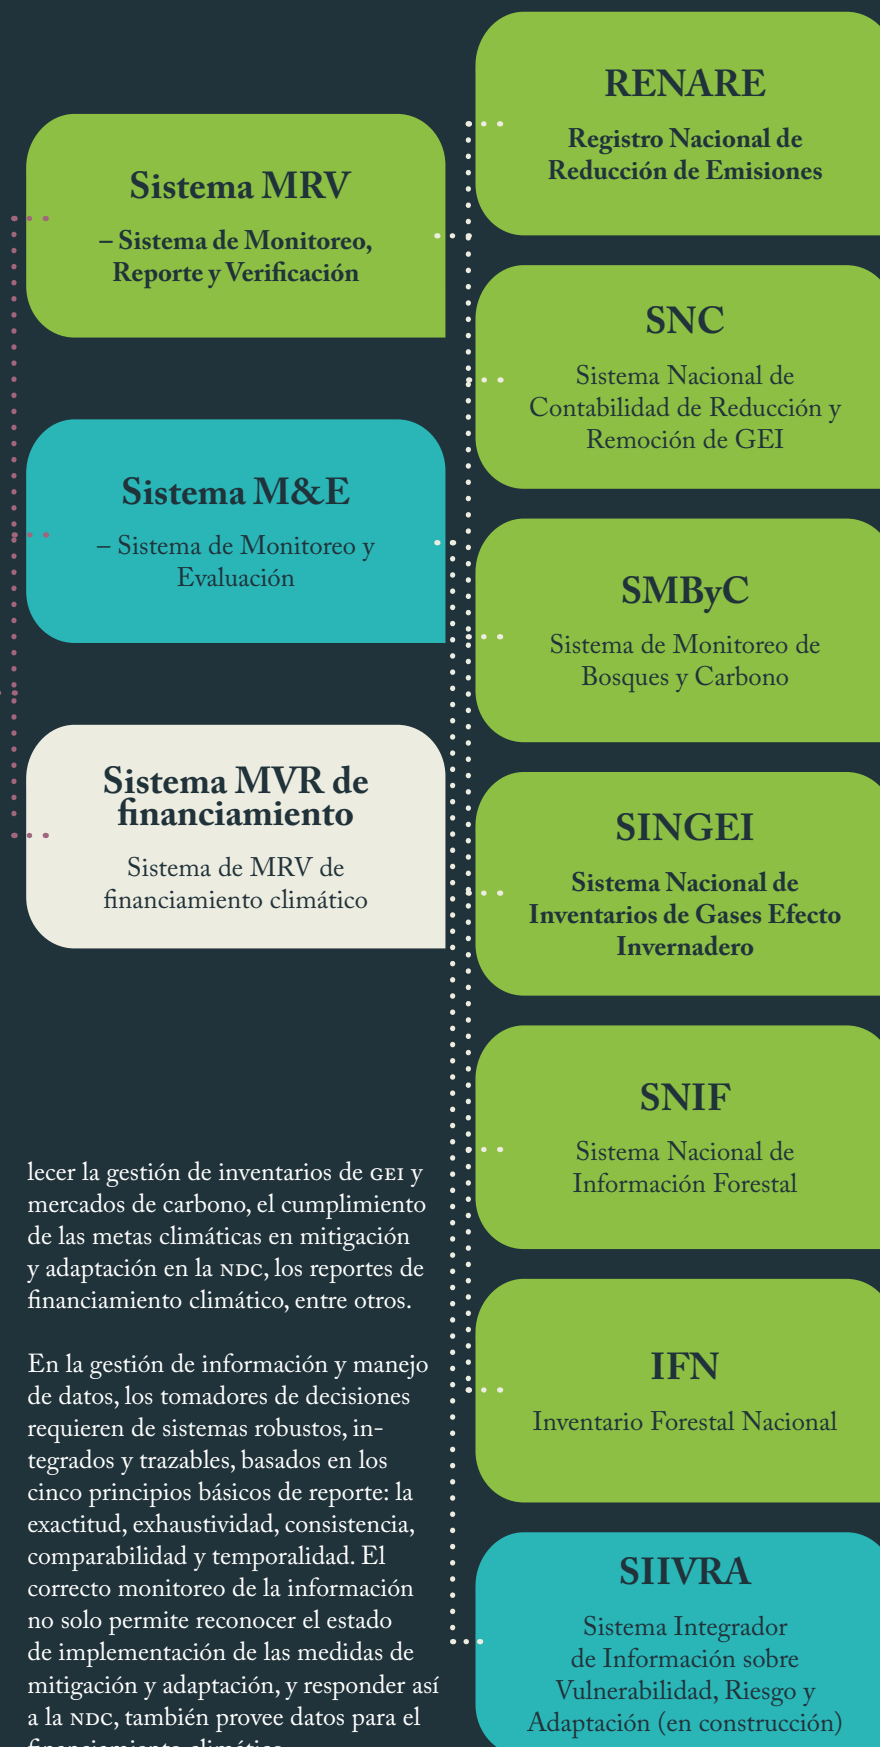 Sistema MRV
– Sistema de Monitoreo,
Reporte y Verificación
Sistema M&E
– Sistema de Monitoreo y
Evaluación
Sistema MVR de
financiamiento
Sistema de MRV de
financiamiento climático
lecer la gestión de inventarios de GEI y
mercados de carbono, el cumplimiento
de las metas climáticas en mitigación
y adaptación en la NDC, los reportes de
financiamiento climático, entre otros.
En la gestión de información y manejo
de datos, los tomadores de decisiones
requieren de sistemas robustos, in-
tegrados y trazables, basados en los
cinco principios básicos de reporte: la
exactitud, exhaustividad, consistencia,
comparabilidad y temporalidad. El
correcto monitoreo de la información
no solo permite reconocer el estado
de implementación de las medidas de
mitigación y adaptación, y responder así
a la NDC, también provee datos para el
financiamiento climático
RENARE
Registro Nacional de
Reducción de Emisiones
SNC
Sistema Nacional de
Contabilidad de Reducción y
Remoción de GEI
SMByC
Sistema de Monitoreo de
Bosques y Carbono
SINGEI
Sistema Nacional de
Inventarios de Gases Efecto
Invernadero
SNIF
Sistema Nacional de
Información Forestal
IFN
Inventario Forestal Nacional
SIIVRA
Sistema Integrador
de Información sobre
Vulnerabilidad, Riesgo y
Adaptación (en construcción)